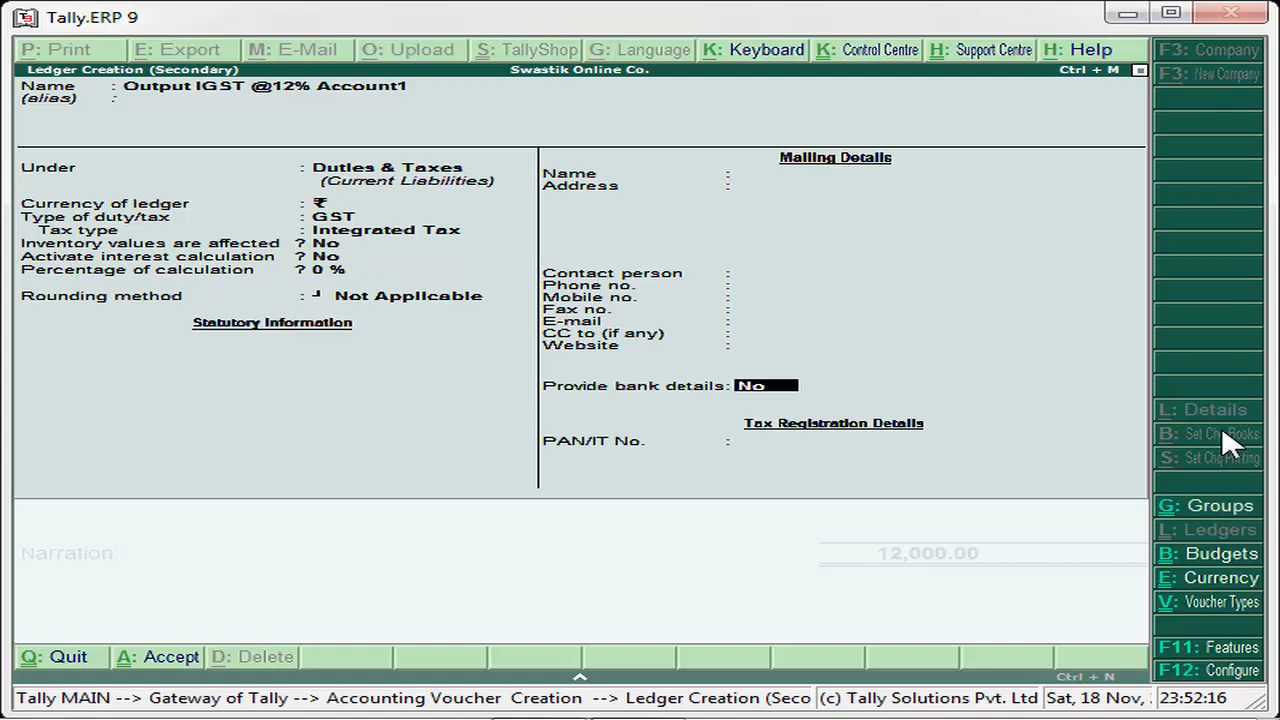 Tally.ERP 9
P: Print E: Export M: E-Mail O: Upload S: TallyShop G: Language K: Keyboard K: Control Centre H: Support Centre H: Help
F3: Company
Ledger Creation (Secondary) Swastik Online Co. Ctrl + M
F3: New Company
Name : Output IGST @12% Account1
(alias) :
Mailing Details
Under : Duties & Taxes
(Current Liabilities)
Name :
Address :
Currency of ledger : ₹
Type of duty/tax : GST
Tax type : Integrated Tax
Inventory values are affected ? No
Activate interest calculation ? No
Percentage of calculation ? 0 %
Rounding method : ┘ Not Applicable
Statutory Information
Contact person :
Phone no. :
Mobile no. :
Fax no. :
E-mail :
CC to (if any) :
Website :
Provide bank details: No
Tax Registration Details
PAN/IT No. :
L: Details
B: Set Chq Books
S: Set Chq Printing
G: Groups
L: Ledgers
B: Budgets
E: Currency
V: Voucher Types
F11: Features
F12: Configure
Narration: 12,000.00
Q: Quit A: Accept D: Delete
Ctrl + N
Tally MAIN --> Gateway of Tally --> Accounting Voucher Creation --> Ledger Creation (Seco (c) Tally Solutions Pvt. Ltd Sat, 18 Nov, 23:52:16